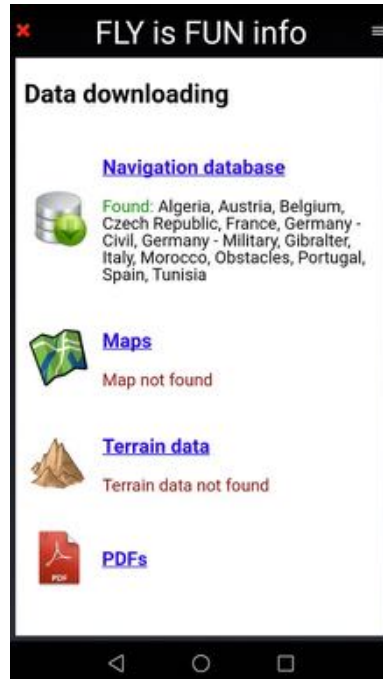 FLY is FUN info
Data downloading
Navigation database
Found: Algeria, Austria, Belgium,
Czech Republic, France, Germany -
Civil, Germany - Military, Gibralter,
Italy, Morocco, Obstacles, Portugal,
Spain, Tunisia
Maps
Map not found
Terrain data
Terrain data not found
PDF
PDFs